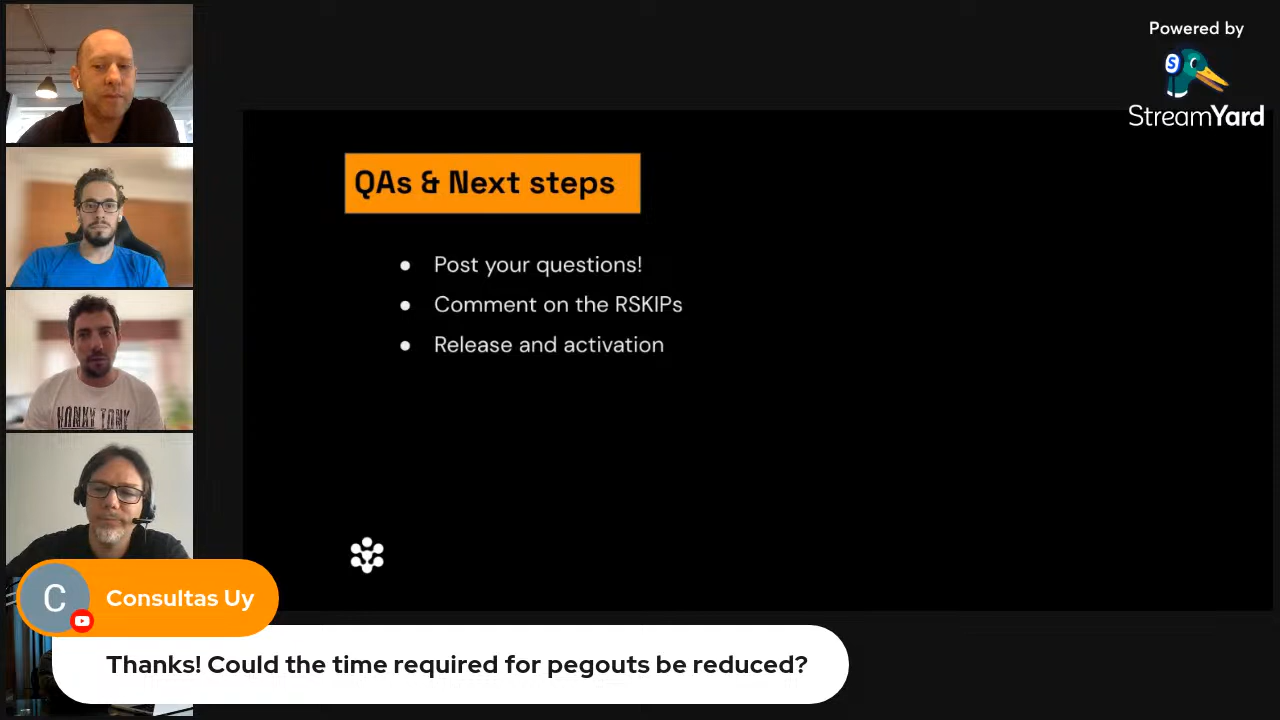 Powered by
S
StreamYard
QAs & Next steps
● Post your questions!
● Comment on the RSKIPs
● Release and activation
C
Consultas Uy
Thanks! Could the time required for pegouts be reduced?